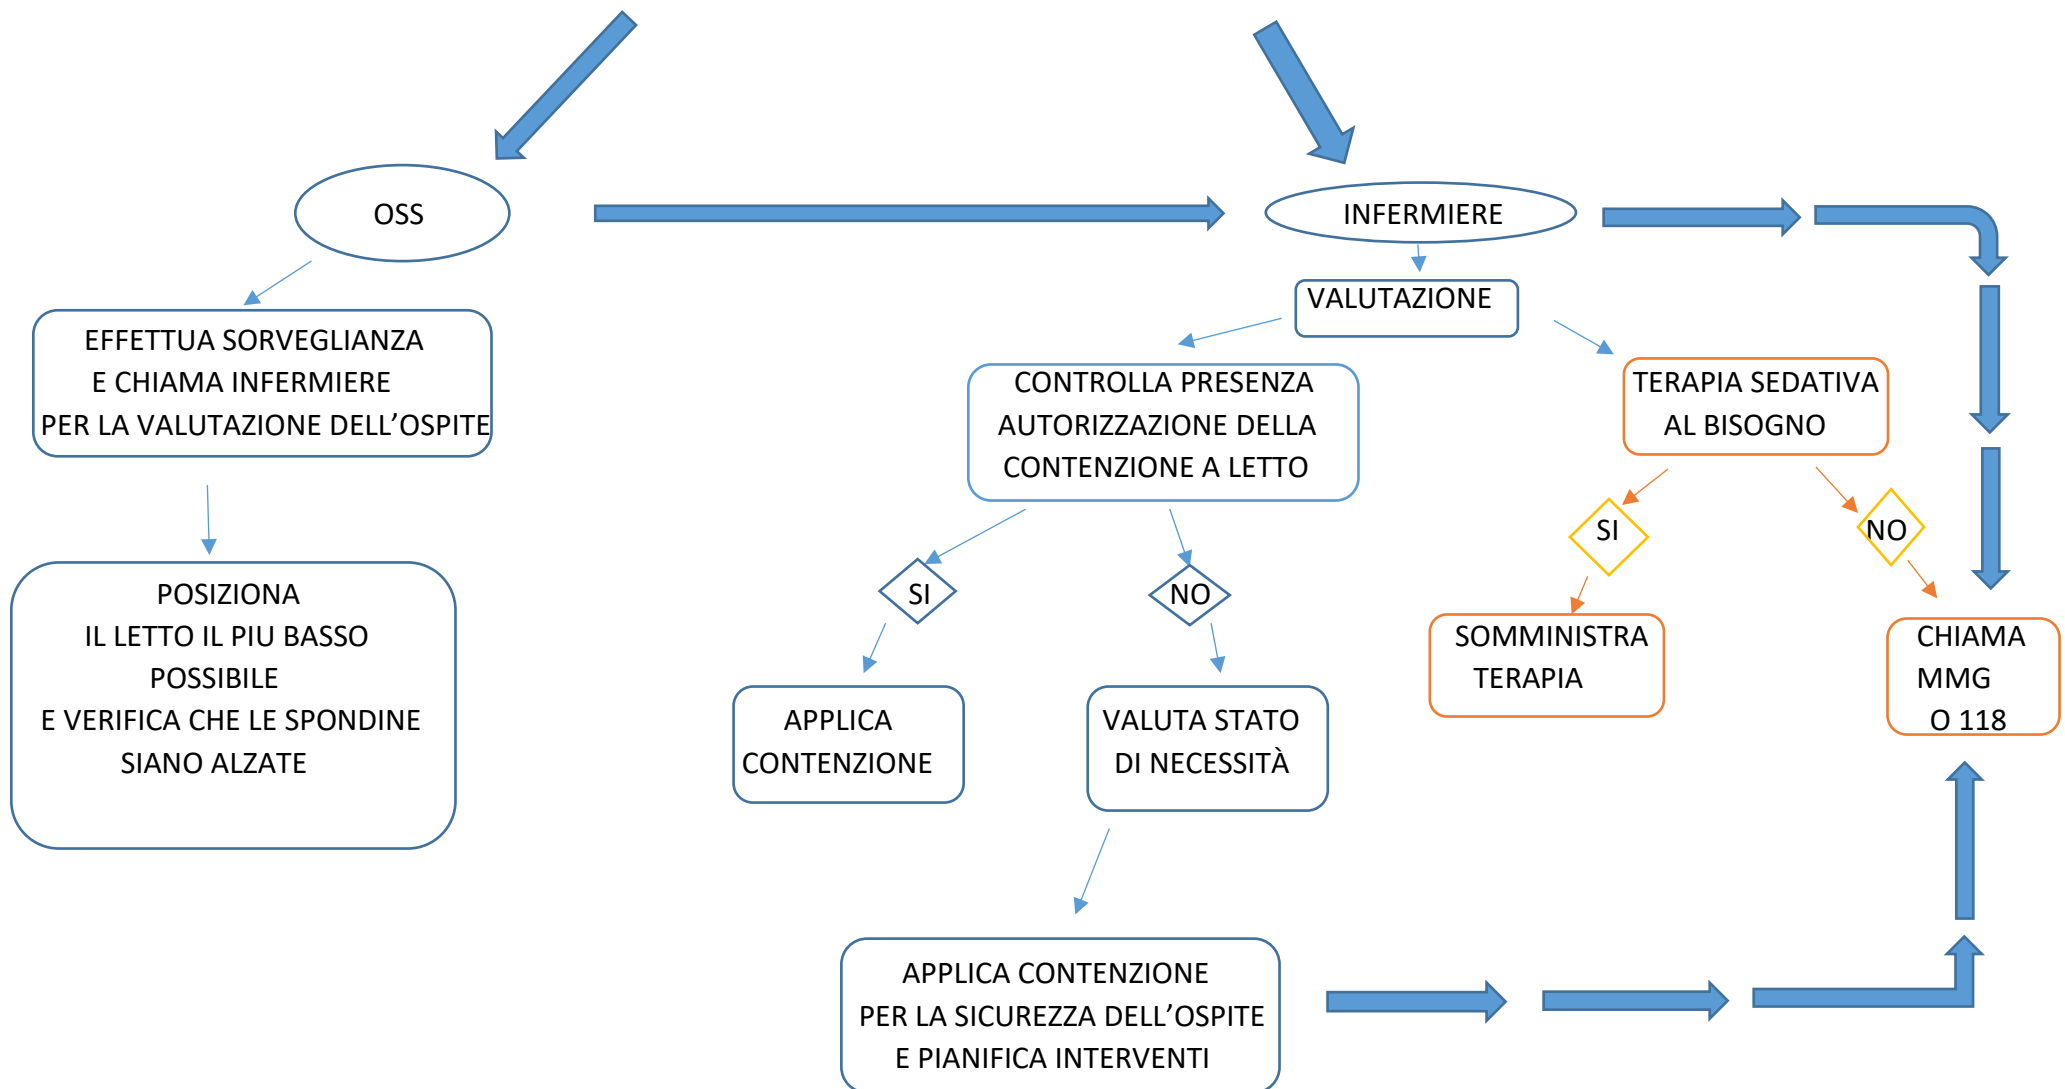 OSS
INFERMIERE
VALUTAZIONE
EFFETTUA SORVEGLIANZA
E CHIAMA INFERMIERE
PER LA VALUTAZIONE DELL’OSPITE
CONTROLLA PRESENZA
AUTORIZZAZIONE DELLA
CONTENZIONE A LETTO
TERAPIA SEDATIVA
AL BISOGNO
SI
NO
SI
NO
POSIZIONA
IL LETTO IL PIU BASSO
POSSIBILE
E VERIFICA CHE LE SPONDINE
SIANO ALZATE
APPLICA
CONTENZIONE
VALUTA STATO
DI NECESSITÀ
SOMMINISTRA
TERAPIA
CHIAMA
MMG
O 118
APPLICA CONTENZIONE
PER LA SICUREZZA DELL’OSPITE
E PIANIFICA INTERVENTI